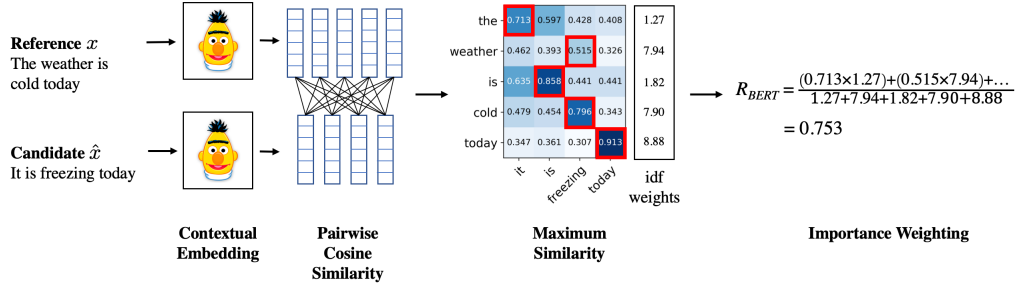 Reference x
The weather is
cold today
Candidate x̂
It is freezing today
Contextual
Embedding
Pairwise
Cosine
Similarity
the 0.713 0.597 0.428 0.408 1.27
weather 0.462 0.393 0.515 0.326 7.94
is 0.635 0.858 0.441 0.441 1.82
cold 0.479 0.454 0.796 0.343 7.90
today 0.347 0.361 0.307 0.913 8.88
it is freezing today
idf
weights
Maximum
Similarity
R_BERT = (0.713×1.27)+(0.515×7.94)+... / 1.27+7.94+1.82+7.90+8.88
= 0.753
Importance Weighting